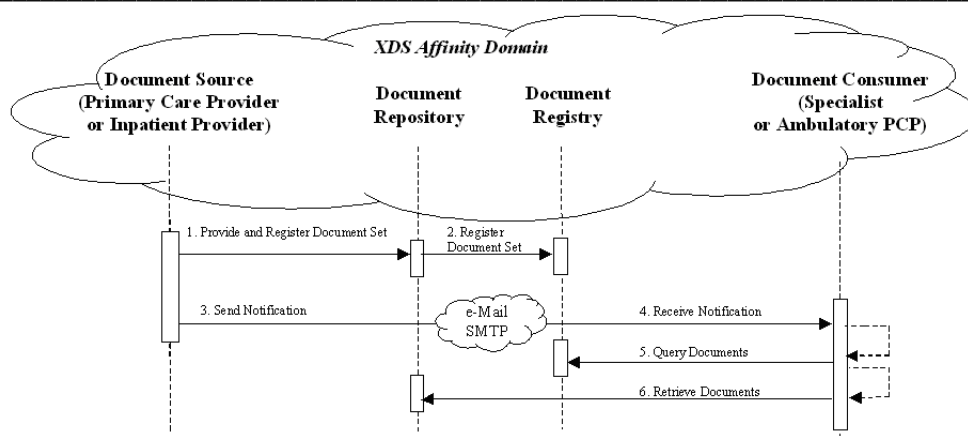 XDS Affinity Domain
Document Source
(Primary Care Provider
or Inpatient Provider)
Document
Repository
Document
Registry
Document Consumer
(Specialist
or Ambulatory PCP)
1. Provide and Register Document Set
2. Register
Document Set
3. Send Notification
e-Mail
SMTP
4. Receive Notification
5. Query Documents
6. Retrieve Documents